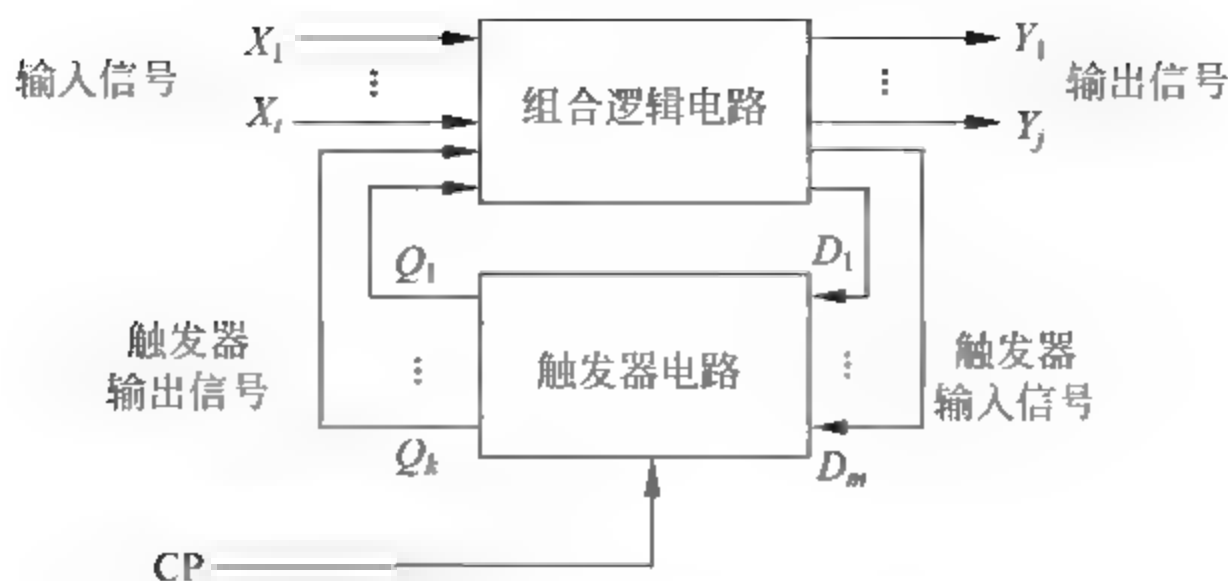 X₁
Y₁
输入信号
⋮
组合逻辑电路
⋮
输出信号
Xᵢ
Yⱼ
Q₁
D₁
触发器
输出信号
⋮
触发器电路
⋮
触发器
输入信号
Qₖ
Dₘ
CP